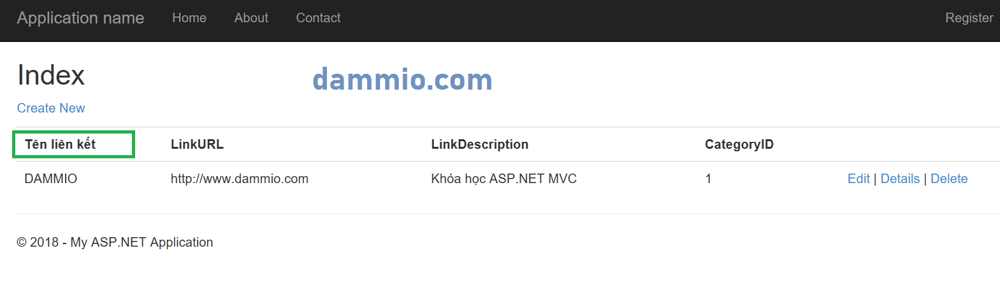 Application name Home About Contact Register
Index
dammio.com
Create New
Tên liên kết LinkURL LinkDescription CategoryID
DAMMIO http://www.dammio.com Khóa học ASP.NET MVC 1 Edit | Details | Delete
© 2018 - My ASP.NET Application